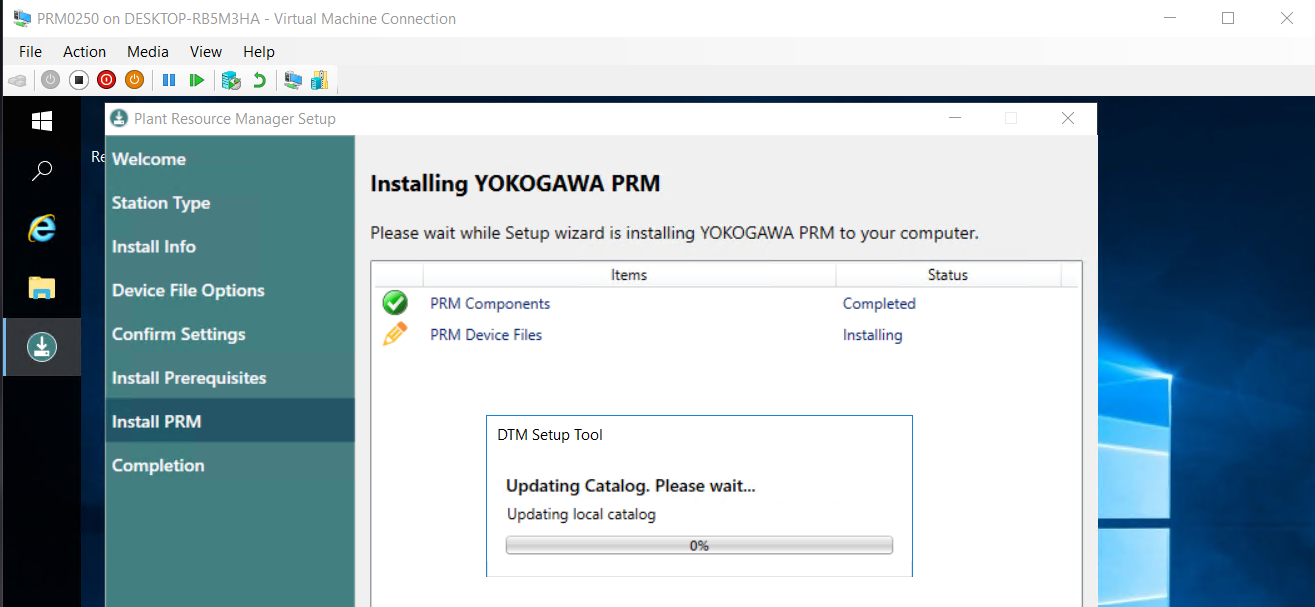 PRM0250 on DESKTOP-RB5M3HA - Virtual Machine Connection
File Action Media View Help
Plant Resource Manager Setup
Re
Welcome
Station Type
Install Info
Device File Options
Confirm Settings
Install Prerequisites
Install PRM
Completion
Installing YOKOGAWA PRM
Please wait while Setup wizard is installing YOKOGAWA PRM to your computer.
Items Status
PRM Components Completed
PRM Device Files Installing
DTM Setup Tool
Updating Catalog. Please wait...
Updating local catalog
0%